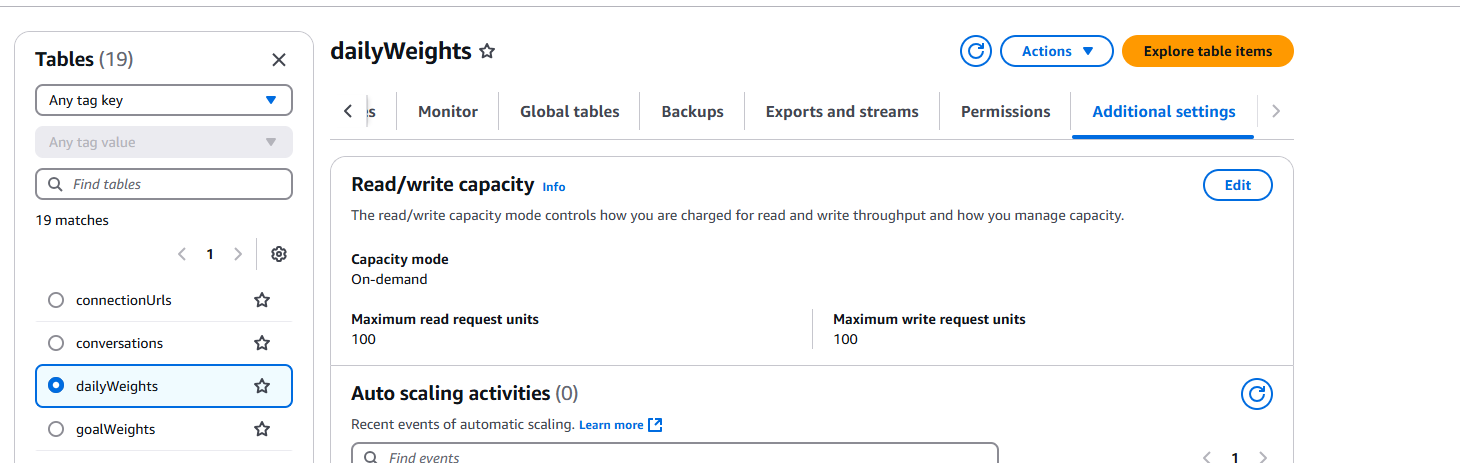 Tables (19)
Any tag key
Any tag value
Find tables
19 matches
1
connectionUrls
conversations
dailyWeights
goalWeights
dailyWeights
Actions
Explore table items
s
Monitor
Global tables
Backups
Exports and streams
Permissions
Additional settings
Read/write capacity Info
Edit
The read/write capacity mode controls how you are charged for read and write throughput and how you manage capacity.
Capacity mode
On-demand
Maximum read request units
100
Maximum write request units
100
Auto scaling activities (0)
Recent events of automatic scaling. Learn more
Find events
1